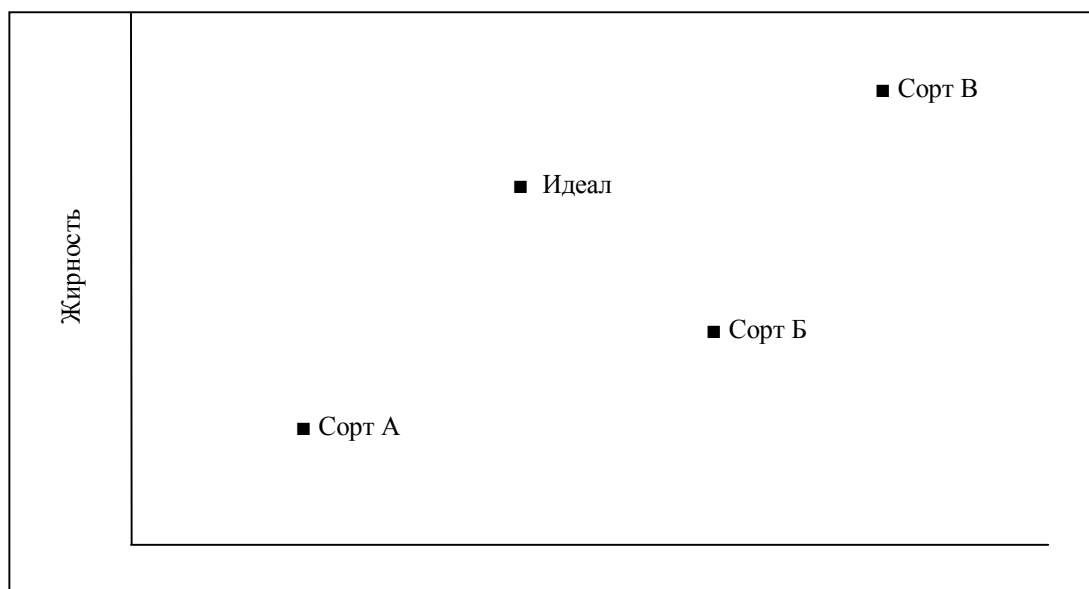 Сорт В
Идеал
Жирность
Сорт Б
Сорт А